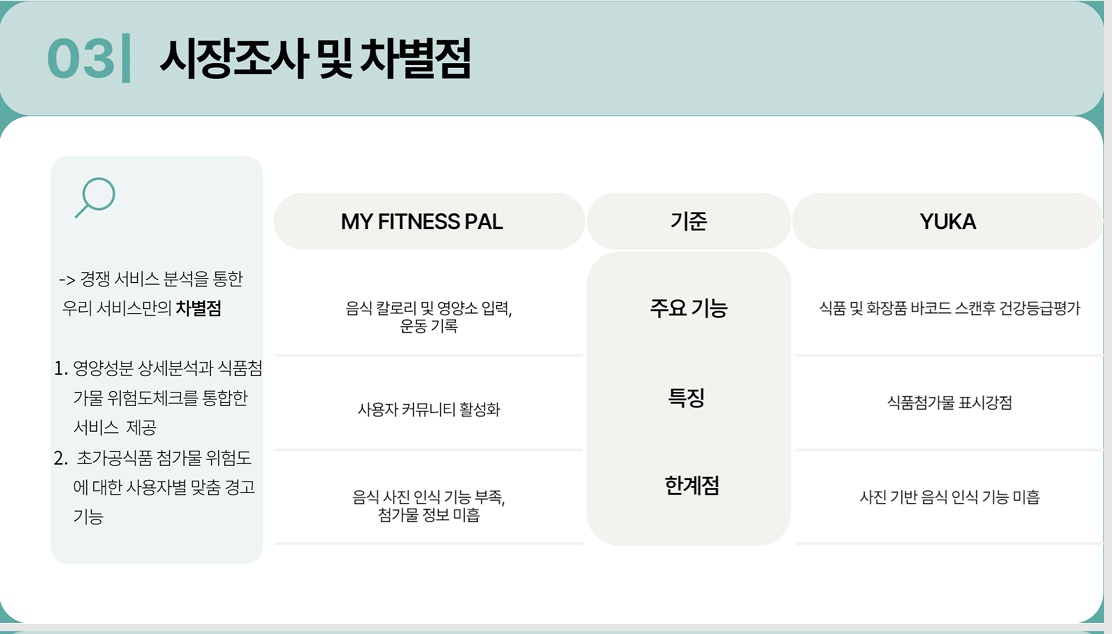 03| 시장조사 및 차별점
-> 경쟁 서비스 분석을 통한
우리 서비스만의 차별점
1. 영양성분 상세분석과 식품첨
가물 위험도체크를 통합한
서비스 제공
2. 초가공식품 첨가물 위험도
에 대한 사용자별 맞춤 경고
기능
MY FITNESS PAL
기준
YUKA
음식 칼로리 및 영양소 입력,
운동 기록
주요 기능
식품 및 화장품 바코드 스캔후 건강등급평가
사용자 커뮤니티 활성화
특징
식품첨가물 표시강점
음식 사진 인식 기능 부족,
첨가물 정보 미흡
한계점
사진 기반 음식 인식 기능 미흡